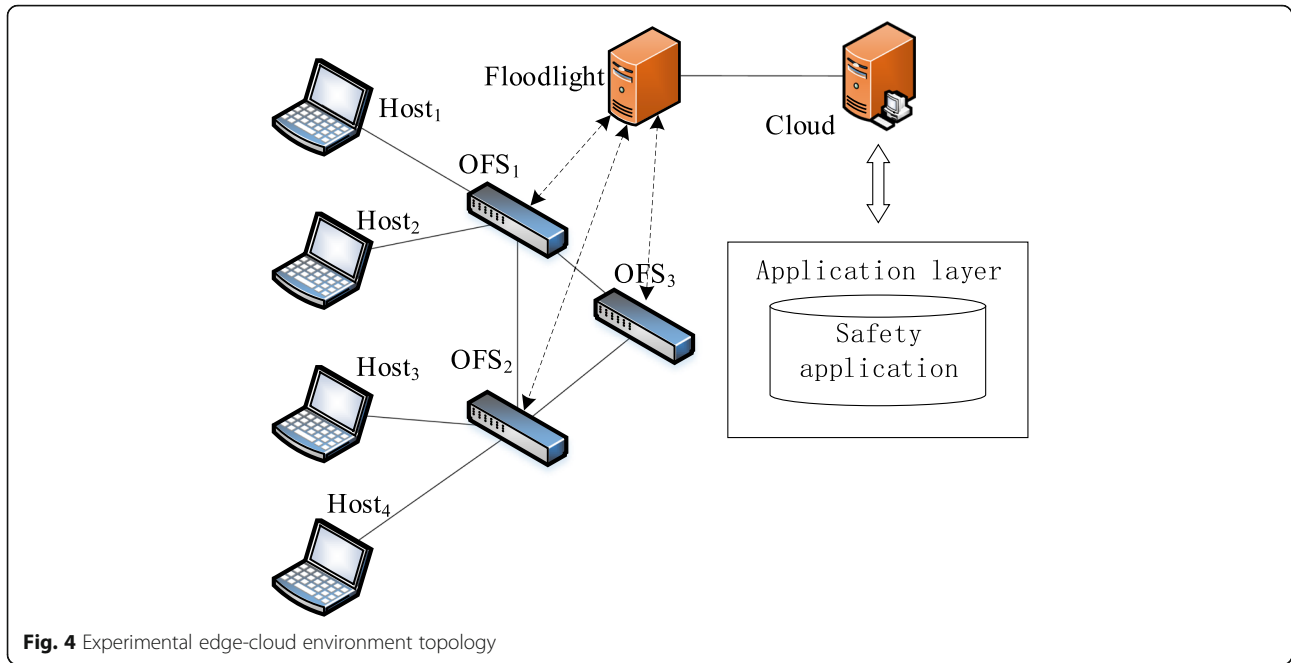 Floodlight
Cloud
Host₁
OFS₁
Host₂
OFS₃
Application layer
Safety
application
OFS₂
Host₃
Host₄
Fig. 4 Experimental edge-cloud environment topology